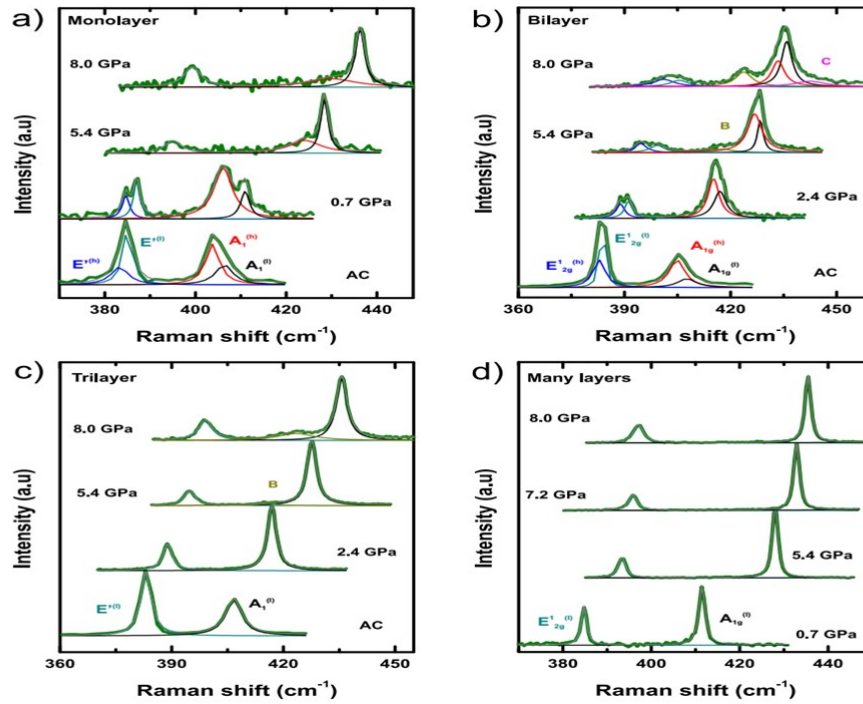 a)
Monolayer
8.0 GPa
5.4 GPa
0.7 GPa
E'(h)
E'(l)
A₁(h)
A₁(l)
AC
Intensity (a.u)
380 400 420 440
Raman shift (cm⁻¹)
b)
Bilayer
8.0 GPa
C
5.4 GPa
B
2.4 GPa
E¹₂g(h)
E¹₂g(l)
A₁g(h)
A₁g(l)
AC
Intensity (a.u)
360 390 420 450
Raman shift (cm⁻¹)
c)
Trilayer
8.0 GPa
5.4 GPa
B
2.4 GPa
E'(l)
A₁(l)
AC
Intensity (a.u)
360 390 420 450
Raman shift (cm⁻¹)
d)
Many layers
8.0 GPa
7.2 GPa
5.4 GPa
E¹₂g(l)
A₁g(l)
0.7 GPa
Intensity (a.u)
380 400 420 440
Raman shift (cm⁻¹)